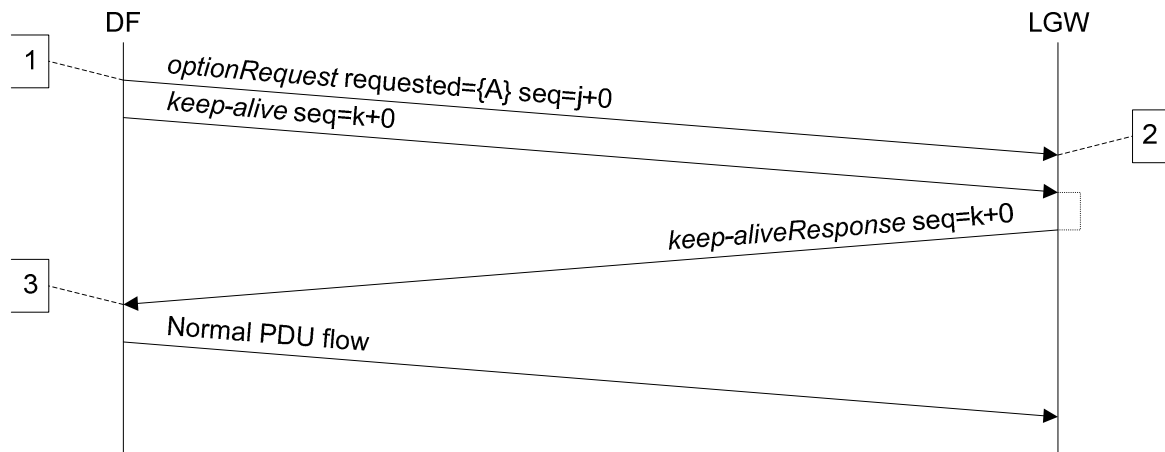 DF
LGW
1
optionRequest requested={A} seq=j+0
keep-alive seq=k+0
2
keep-aliveResponse seq=k+0
3
Normal PDU flow